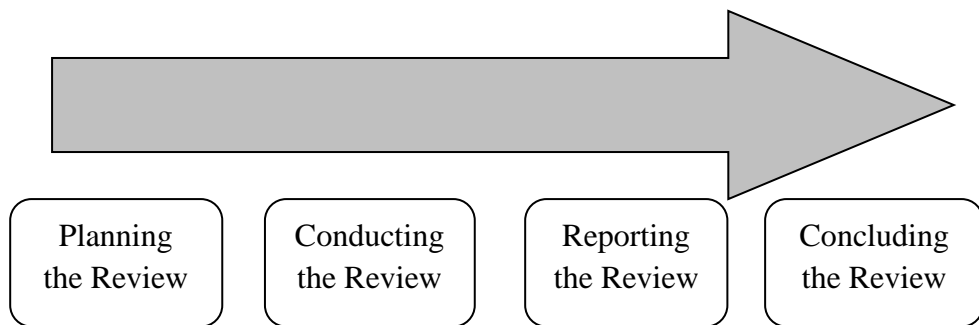 Planning
the Review
Conducting
the Review
Reporting
the Review
Concluding
the Review